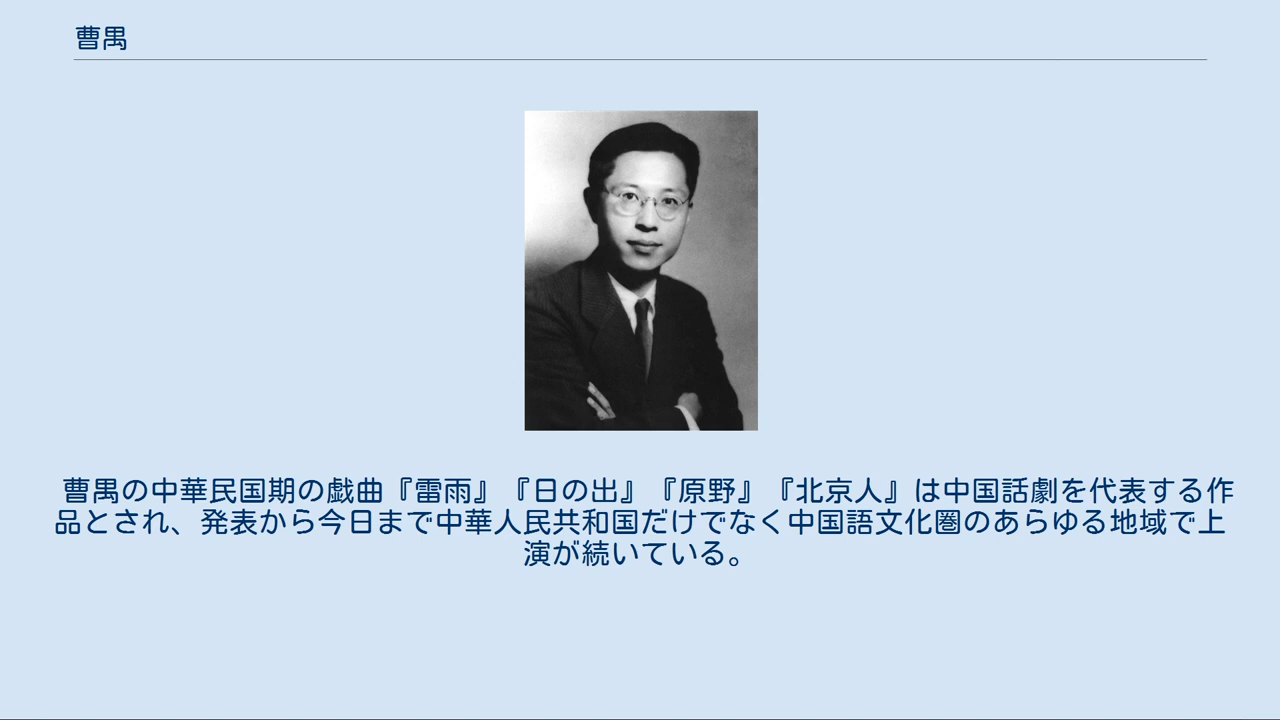 曹禺
曹禺の中華民国期の戯曲『雷雨』『日の出』『原野』『北京人』は中国話劇を代表する作
品とされ、発表から今日まで中華人民共和国だけでなく中国語文化圏のあらゆる地域で上
演が続いている。